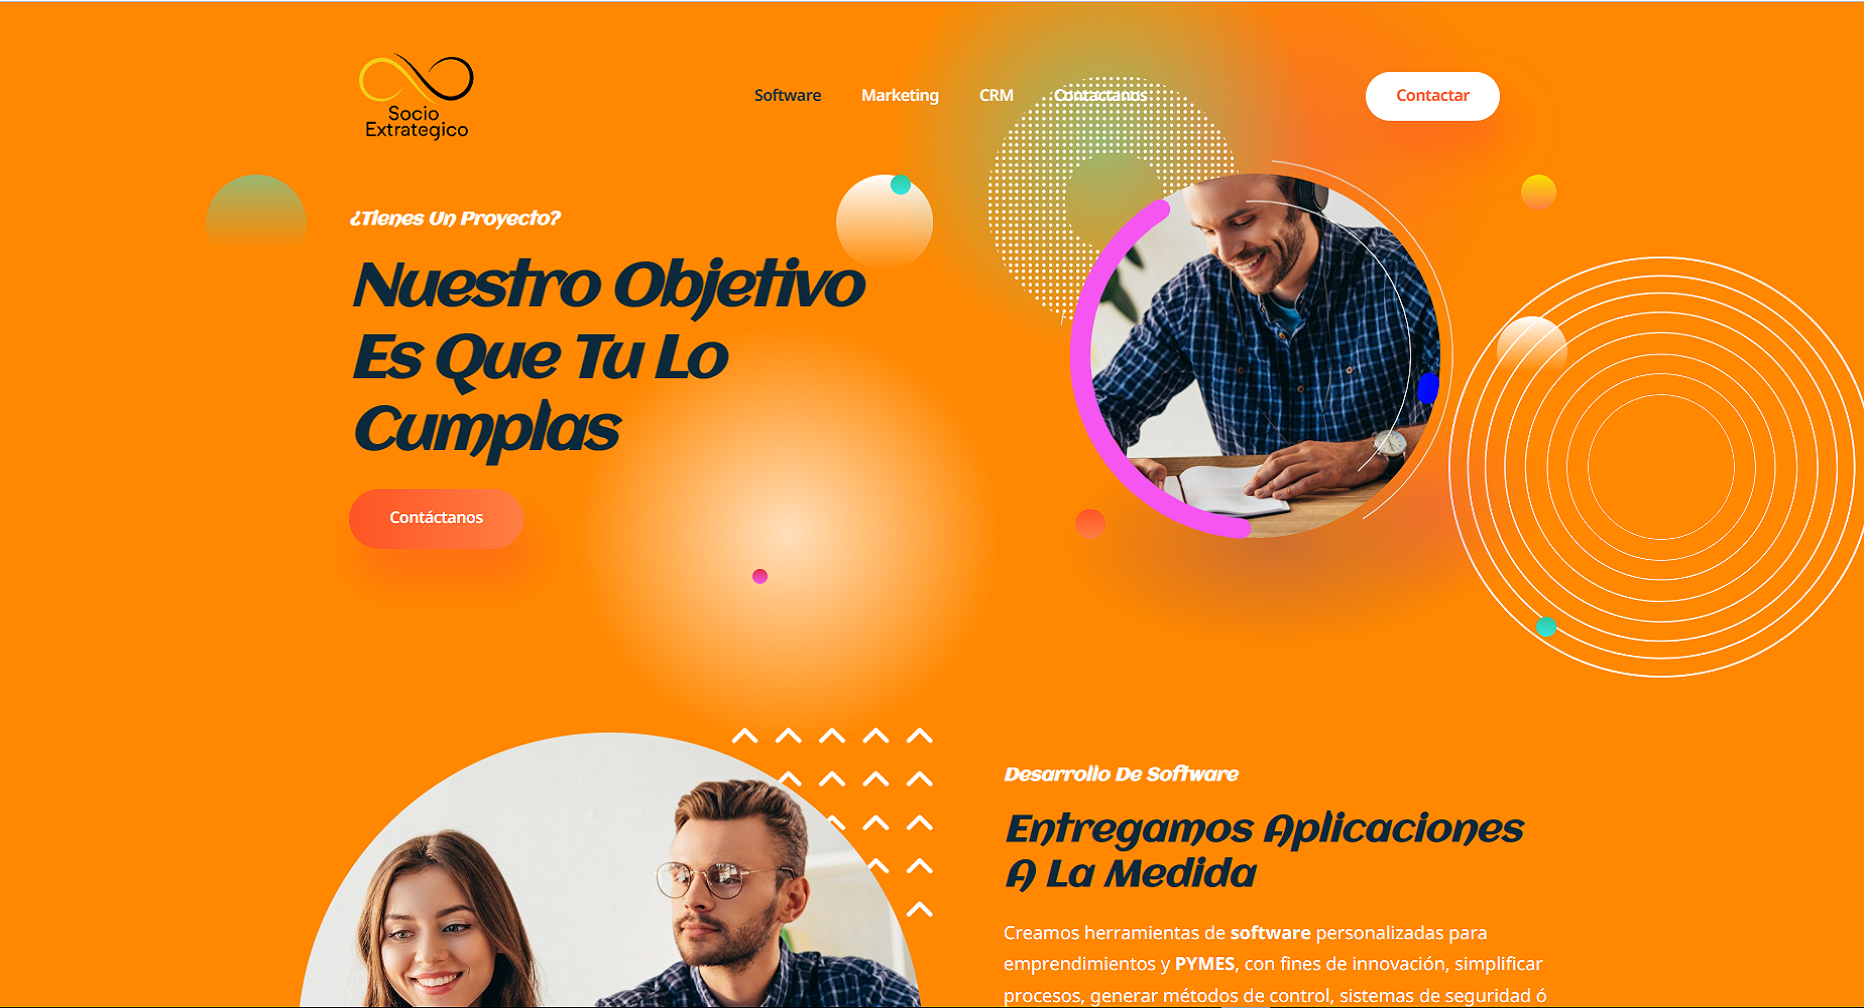 Socio
Extrategico
Software
Marketing
CRM
Contactanos
Contactar
¿Tienes Un Proyecto?
Nuestro Objetivo
Es Que Tu Lo
Cumplas
Contáctanos
Desarrollo De Software
Entregamos Aplicaciones
A La Medida
Creamos herramientas de software personalizadas para
emprendimientos y PYMES, con fines de innovación, simplificar
procesos, generar métodos de control, sistemas de seguridad ó